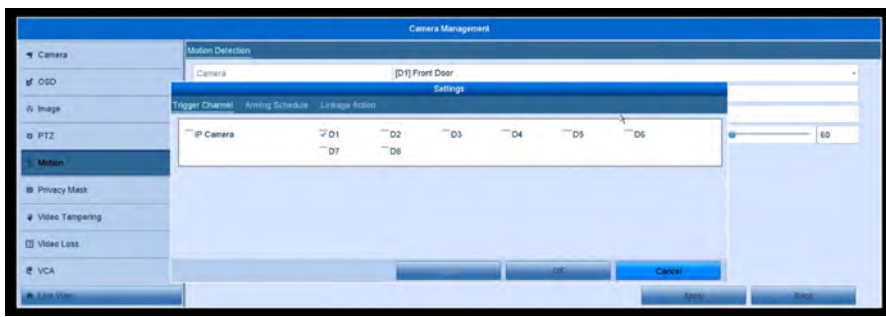 Camera Management
Camera
Motion Detection
OSD
Camera [D1] Front Door
Settings
Image
Trigger Channel Arming Schedule Linkage Action
PTZ
IP Camera D1 D2 D3 D4 D5 D6
60
D7 D8
Motion
Privacy Mask
Video Tampering
Video Loss
VCA
OK Cancel
Live View
Apply Back